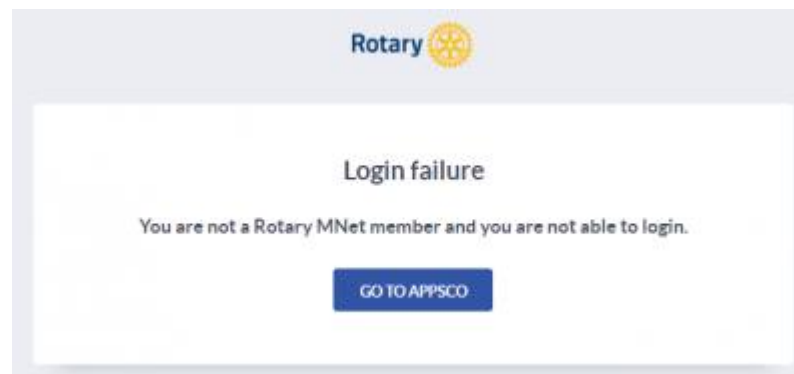 Rotary
Login failure
You are not a Rotary MNet member and you are not able to login.
GO TO APPSCO